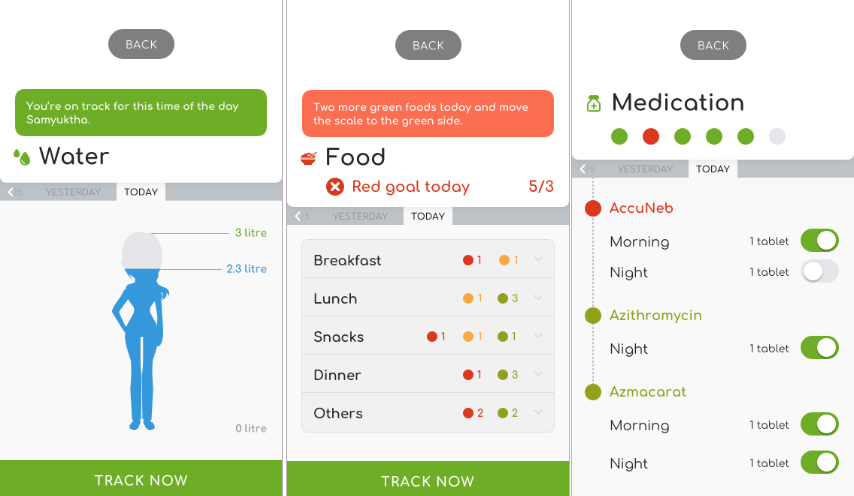 BACK
You're on track for this time of the day
Samyuktha.
Water
5
YESTERDAY
TODAY
3 litre
2.3 litre
0 litre
TRACK NOW
BACK
Two more green foods today and move
the scale to the green side.
Food
Red goal today 5/3
5
YESTERDAY
TODAY
Breakfast 1 1
Lunch 1 3
Snacks 1 1 1
Dinner 1 3
Others 2 2
TRACK NOW
BACK
Medication
5
YESTERDAY
TODAY
AccuNeb
Morning 1 tablet
Night 1 tablet
Azithromycin
Night 1 tablet
Azmacarat
Morning 1 tablet
Night 1 tablet